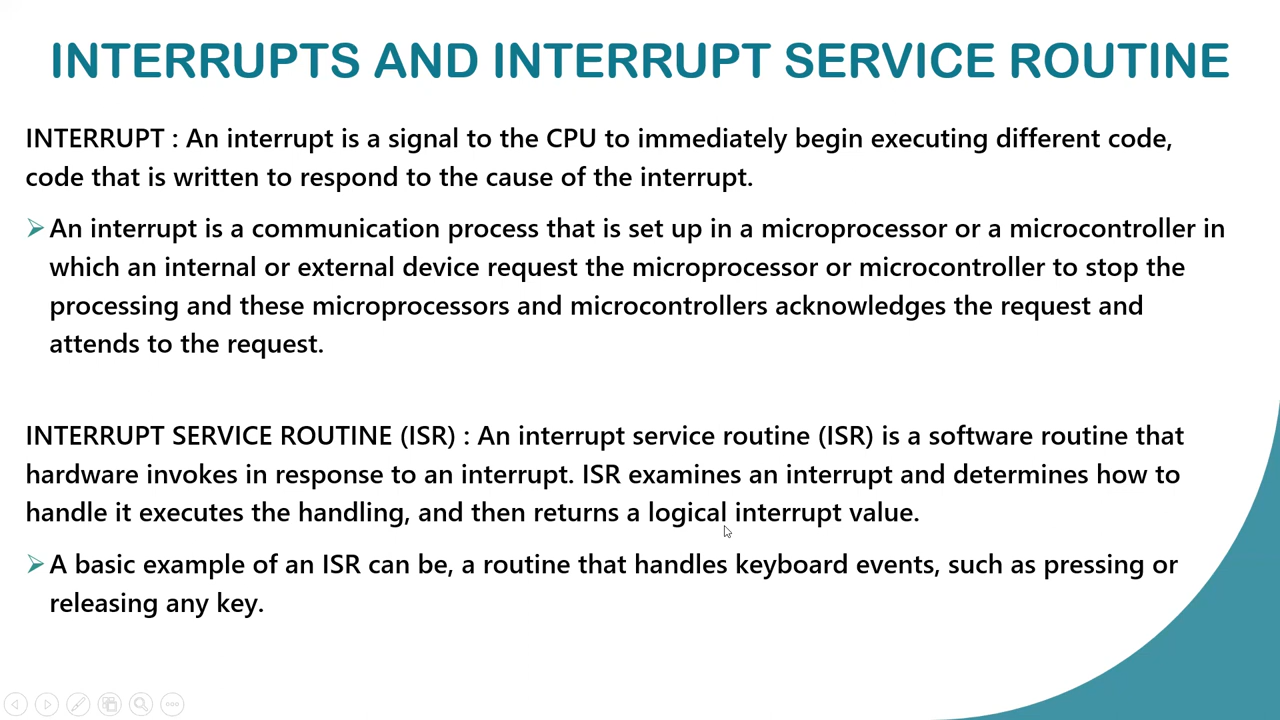 INTERRUPTS AND INTERRUPT SERVICE ROUTINE
INTERRUPT : An interrupt is a signal to the CPU to immediately begin executing different code,
code that is written to respond to the cause of the interrupt.
An interrupt is a communication process that is set up in a microprocessor or a microcontroller in
which an internal or external device request the microprocessor or microcontroller to stop the
processing and these microprocessors and microcontrollers acknowledges the request and
attends to the request.
INTERRUPT SERVICE ROUTINE (ISR) : An interrupt service routine (ISR) is a software routine that
hardware invokes in response to an interrupt. ISR examines an interrupt and determines how to
handle it executes the handling, and then returns a logical interrupt value.
A basic example of an ISR can be, a routine that handles keyboard events, such as pressing or
releasing any key.